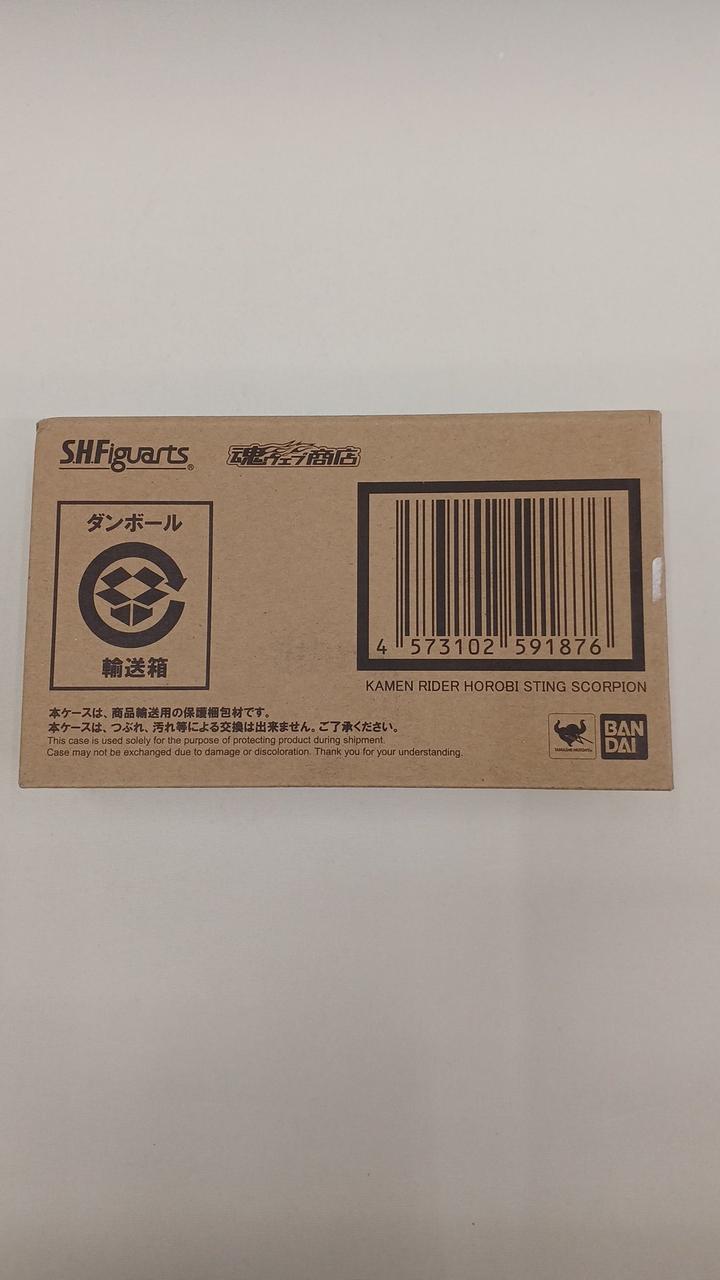 S.H.Figuarts®
魂ウェブ商店
ダンボール
輸送箱
4 573102 591876
KAMEN RIDER HOROBI STING SCORPION
本ケースは、商品輸送用の保護梱包材です。
本ケースは、つぶれ、汚れ等による交換は出来ません。ご了承ください。
This case is used solely for the purpose of protecting product during shipment.
Case may not be exchanged due to damage or discoloration. Thank you for your understanding.
TAMASHII NATIONS
BAN
DAI